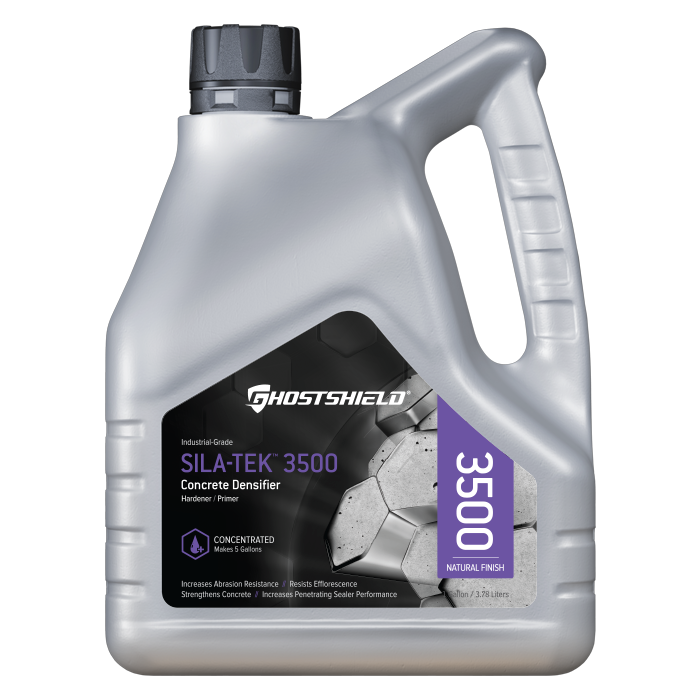 GHOSTSHIELD®
Industrial-Grade
SILA-TEK™ 3500
Concrete Densifier
Hardener / Primer
CONCENTRATED
Makes 5 Gallons
Increases Abrasion Resistance // Resists Efflorescence
Strengthens Concrete // Increases Penetrating Sealer Performance
3500
NATURAL FINISH
Gallon / 3.78 Liters